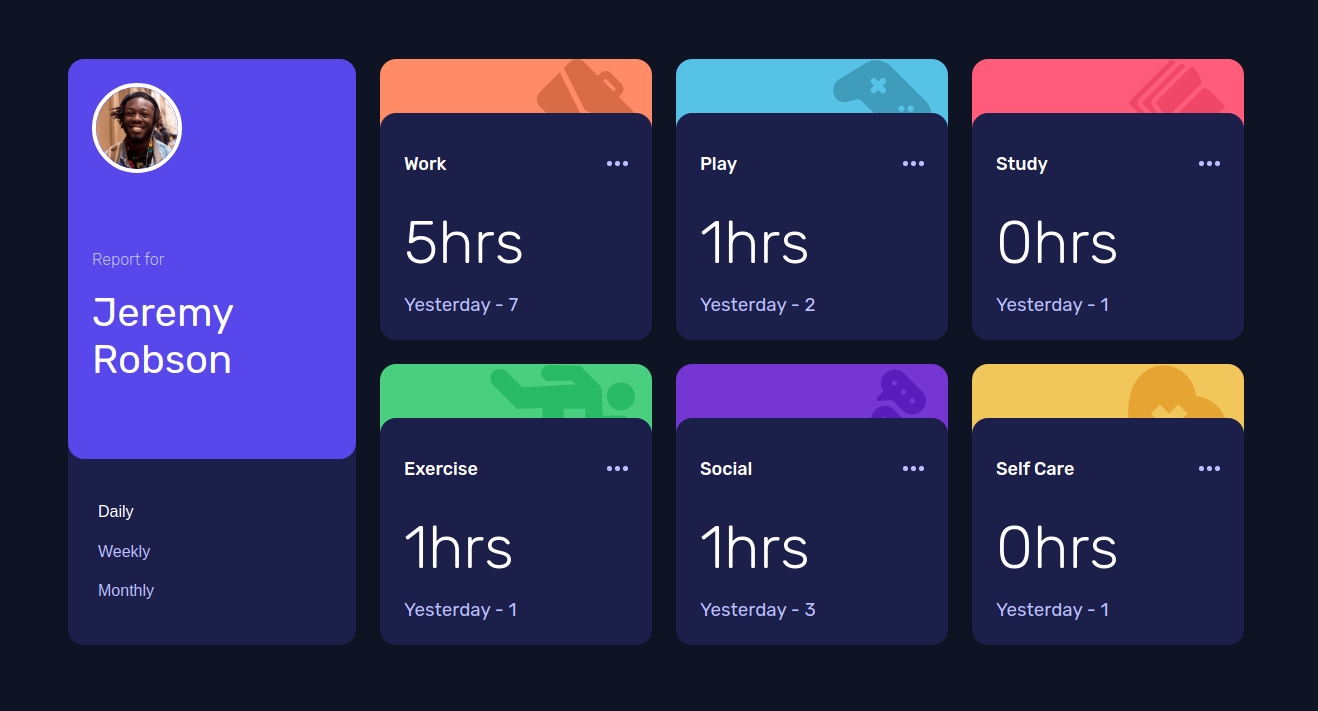 Report for
Jeremy
Robson
Daily
Weekly
Monthly
Work
5hrs
Yesterday - 7
Play
1hrs
Yesterday - 2
Study
0hrs
Yesterday - 1
Exercise
1hrs
Yesterday - 1
Social
1hrs
Yesterday - 3
Self Care
0hrs
Yesterday - 1